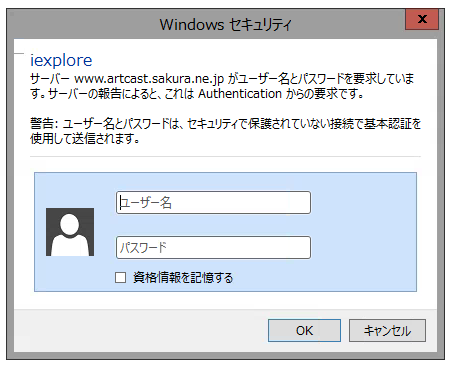 Windows セキュリティ
x
iexplore
サーバー www.artcast.sakura.ne.jp がユーザー名とパスワードを要求していま
す。サーバーの報告によると、これは Authentication からの要求です。
警告: ユーザー名とパスワードは、セキュリティで保護されていない接続で基本認証を
使用して送信されます。
ユーザー名
パスワード
資格情報を記憶する
OK
キャンセル